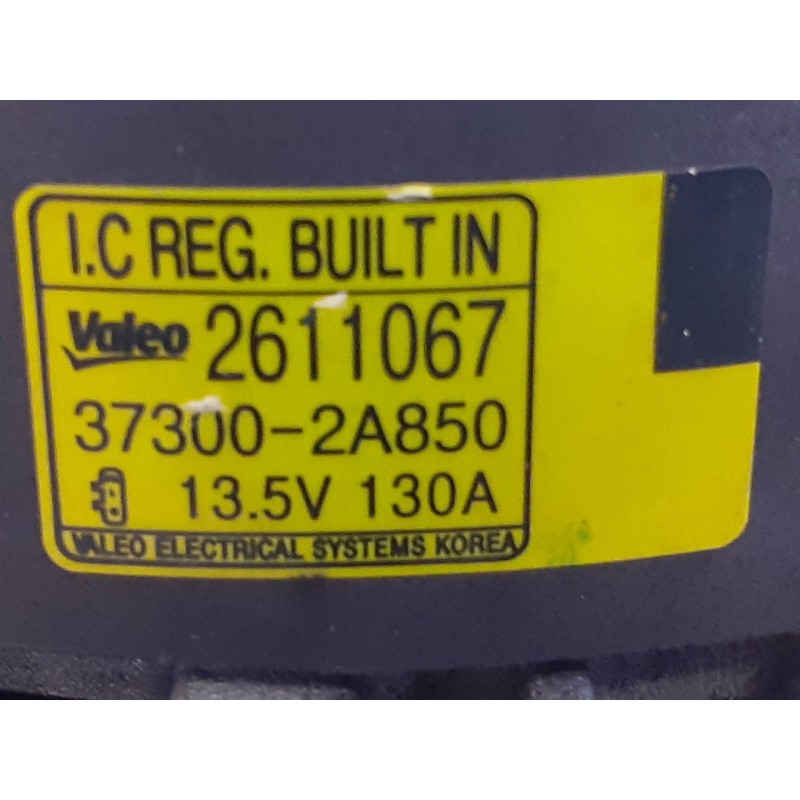 I.C REG. BUILT IN
Valeo 2611067
37300-2A850
13.5V 130A
VALEO ELECTRICAL SYSTEMS KOREA